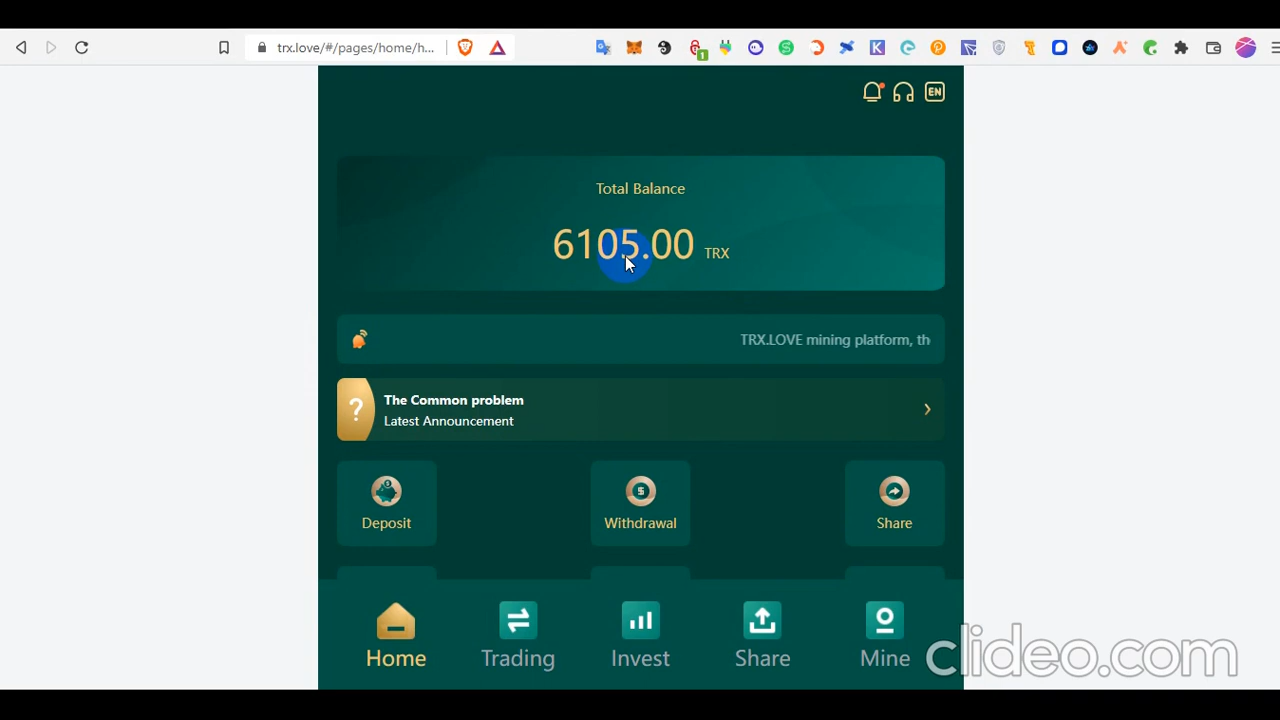 trx.love/#/pages/home/h...
1
EN
Total Balance
6105.00 TRX
TRX.LOVE mining platform, th
? The Common problem
Latest Announcement
Deposit
Withdrawal
Share
Home
Trading
Invest
Share
Mine
clideo.com